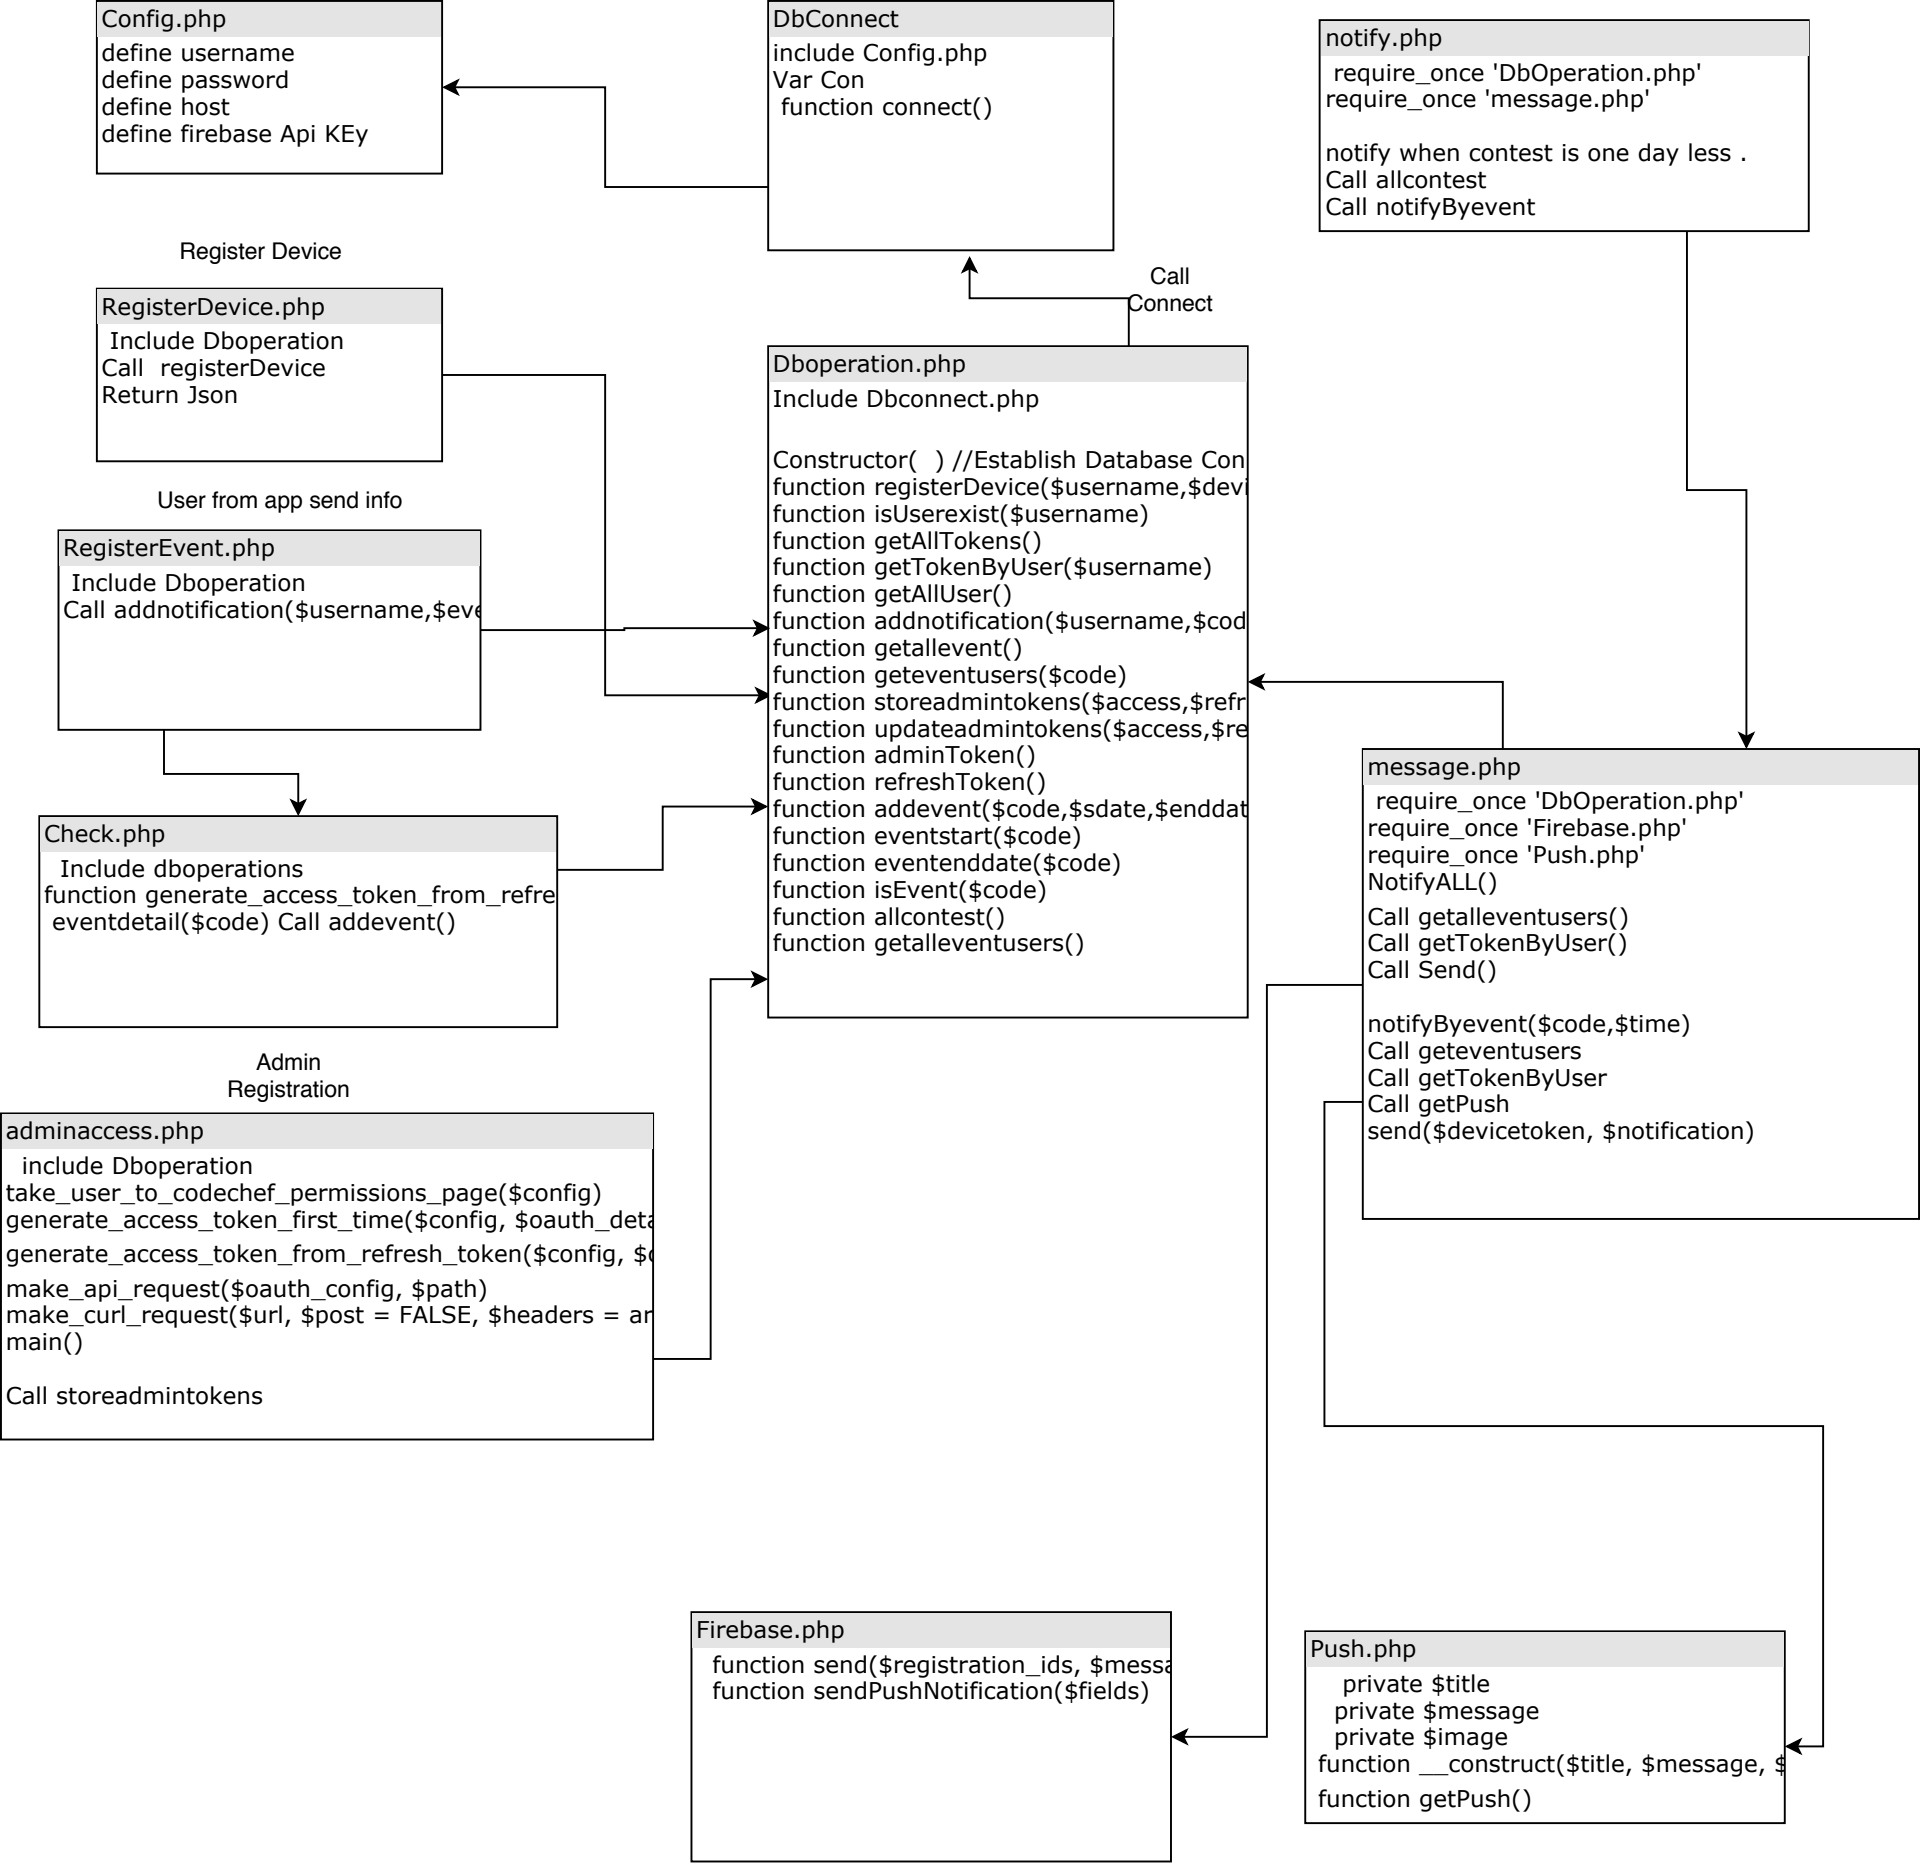 Config.php
define username
define password
define host
define firebase Api KEy
DbConnect
include Config.php
Var Con
function connect()
notify.php
require_once 'DbOperation.php'
require_once 'message.php'
notify when contest is one day less .
Call allcontest
Call notifyByevent
Register Device
RegisterDevice.php
Include Dboperation
Call registerDevice
Return Json
Call
Connect
User from app send info
RegisterEvent.php
Include Dboperation
Call addnotification($username,$eve
Dboperation.php
Include Dbconnect.php
Constructor( ) //Establish Database Con
function registerDevice($username,$devi
function isUserexist($username)
function getAllTokens()
function getTokenByUser($username)
function getAllUser()
function addnotification($username,$cod
function getallevent()
function geteventusers($code)
function storeadmintokens($access,$refr
function updateadmintokens($access,$re
function adminToken()
function refreshToken()
function addevent($code,$sdate,$enddat
function eventstart($code)
function eventenddate($code)
function isEvent($code)
function allcontest()
function getalleventusers()
Check.php
Include dboperations
function generate_access_token_from_refre
eventdetail($code) Call addevent()
message.php
require_once 'DbOperation.php'
require_once 'Firebase.php'
require_once 'Push.php'
NotifyALL()
Call getalleventusers()
Call getTokenByUser()
Call Send()
notifyByevent($code,$time)
Call geteventusers
Call getTokenByUser
Call getPush
send($devicetoken, $notification)
Admin
Registration
adminaccess.php
include Dboperation
take_user_to_codechef_permissions_page($config)
generate_access_token_first_time($config, $oauth_deta
generate_access_token_from_refresh_token($config, $o
make_api_request($oauth_config, $path)
make_curl_request($url, $post = FALSE, $headers = ar
main()
Call storeadmintokens
Firebase.php
function send($registration_ids, $messa
function sendPushNotification($fields)
Push.php
private $title
private $message
private $image
function __construct($title, $message, $
function getPush()